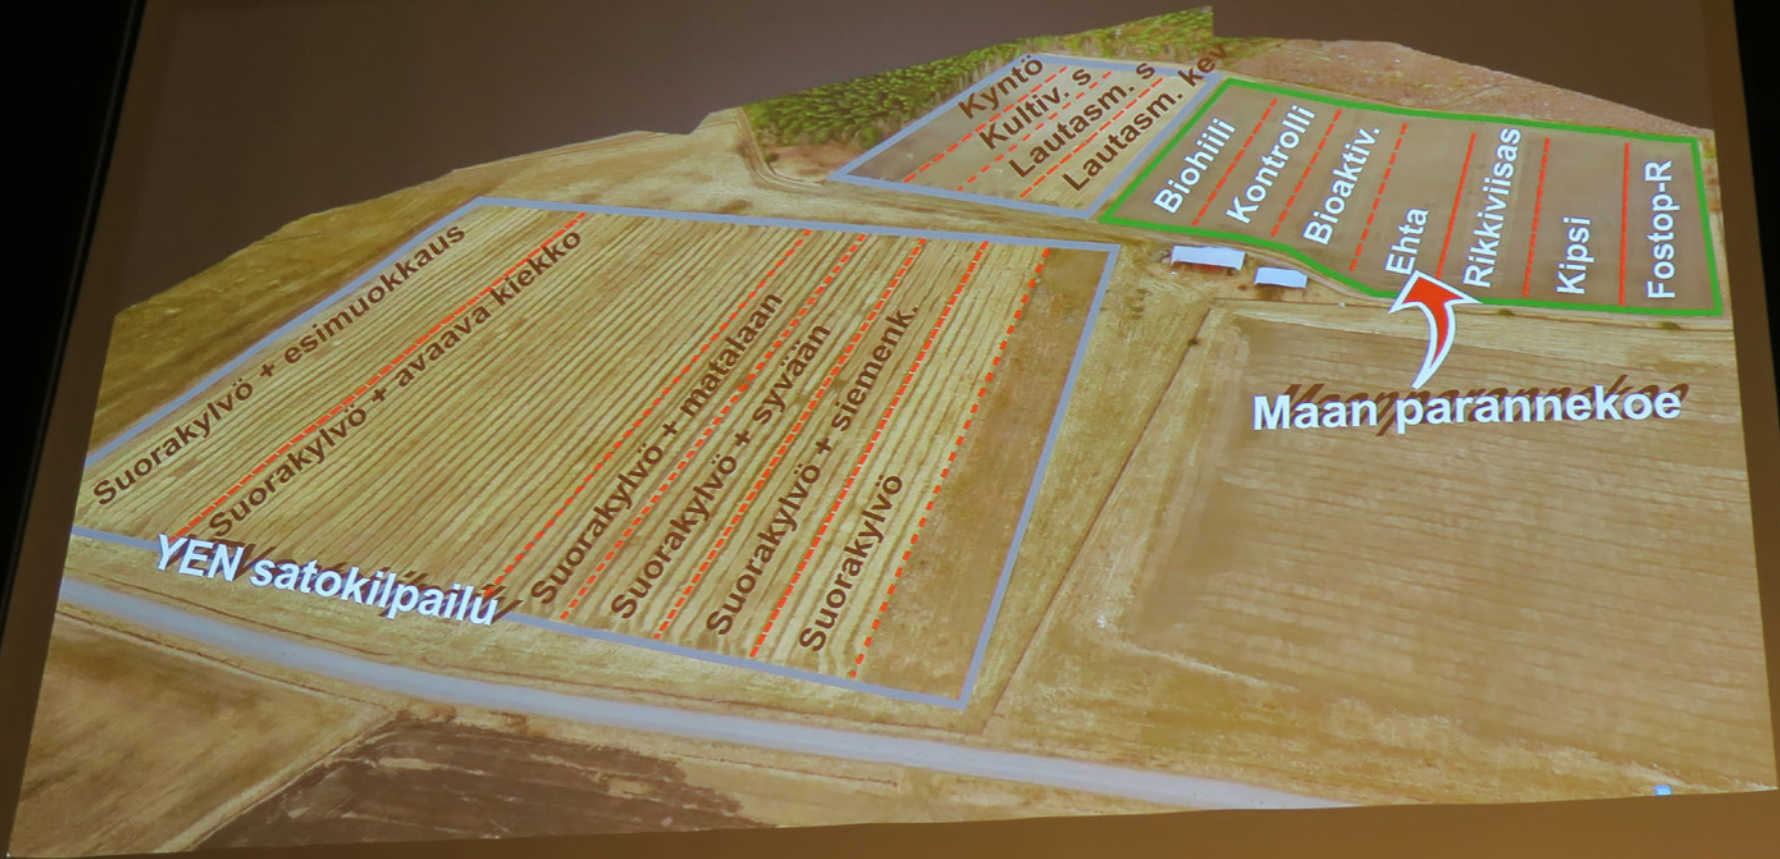 Kyntö
Kultiv. s
Lautasm. s
Lautasm. kev
Biohiili
Kontrolli
Bioaktiv.
Ehta
Rikkiviisas
Kipsi
Fostop-R
Maan parannekoe
Suorakylvö + esimuokkaus
Suorakylvö + avaava kiekko
Suorakylvö + matalaan
Suorakylvö + syvään
Suorakylvö + siemenk.
Suorakylvö
YEN satokilpailu